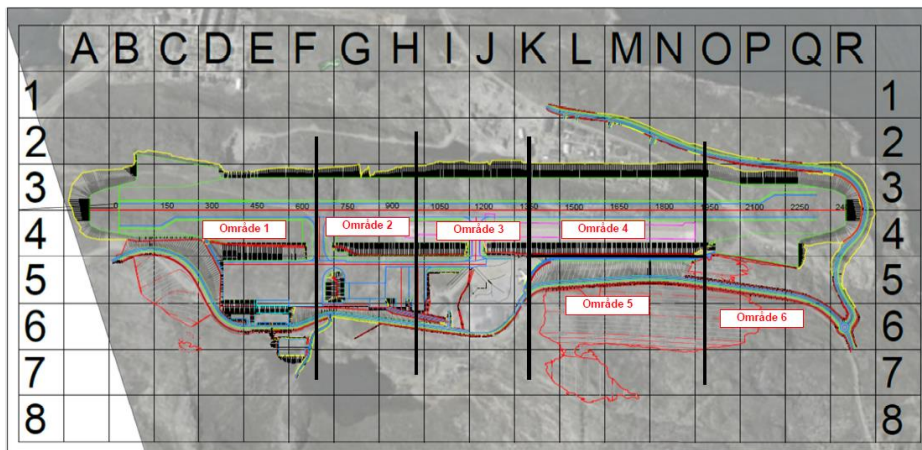 A B C D E F G H I J K L M N O P Q R
1 1
2 2
3 3
0 150 300 450 600 750 900 1050 1200 1350 1500 1650 1800 1950 2100 2250
4 Område 1 Område 2 Område 3 Område 4 4
5 Område 5 5
6 Område 6 6
7 7
8 8